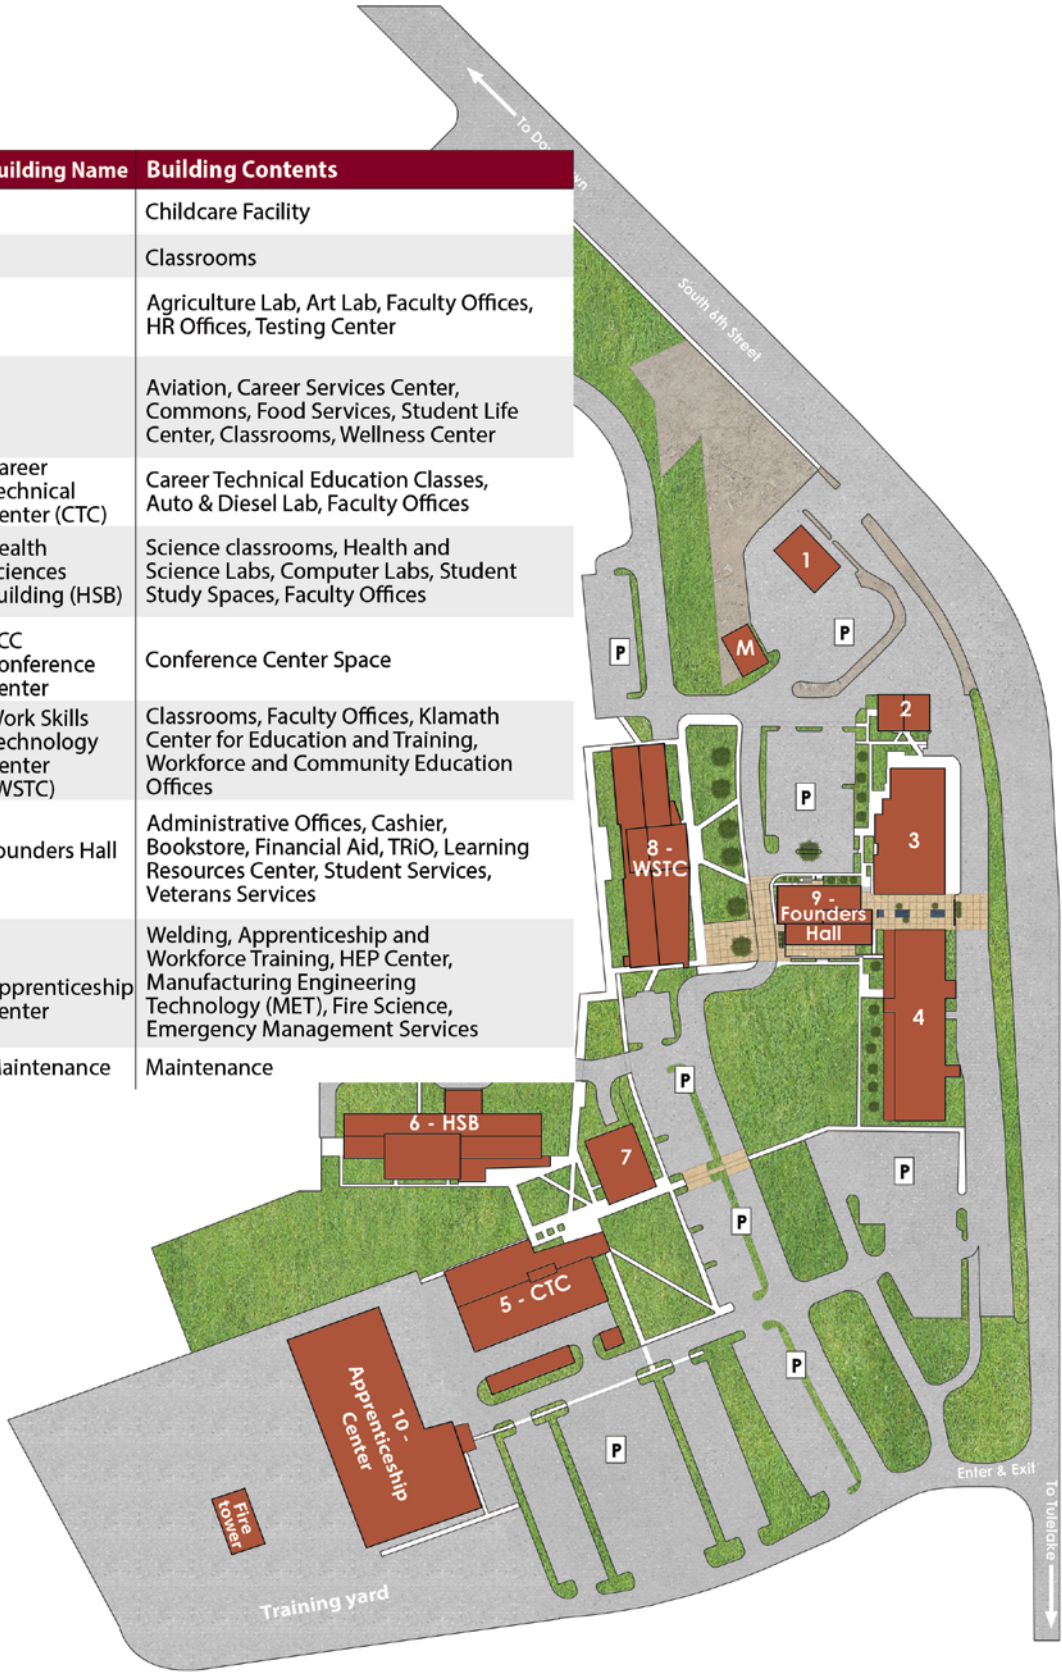 To Do wn
uilding Name Building Contents
Childcare Facility
Classrooms
Agriculture Lab, Art Lab, Faculty Offices,
HR Offices, Testing Center
Aviation, Career Services Center,
Commons, Food Services, Student Life
Center, Classrooms, Wellness Center
areer
echnical
enter (CTC)
Career Technical Education Classes,
Auto & Diesel Lab, Faculty Offices
ealth
ciences
uilding (HSB)
Science classrooms, Health and
Science Labs, Computer Labs, Student
Study Spaces, Faculty Offices
CC
onference
enter
Conference Center Space
Work Skills
echnology
enter
WSTC)
Classrooms, Faculty Offices, Klamath
Center for Education and Training,
Workforce and Community Education
Offices
ounders Hall
Administrative Offices, Cashier,
Bookstore, Financial Aid, TRiO, Learning
Resources Center, Student Services,
Veterans Services
pprenticeship
enter
Welding, Apprenticeship and
Workforce Training, HEP Center,
Manufacturing Engineering
Technology (MET), Fire Science,
Emergency Management Services
aintenance
Maintenance
South 6th Street
1
P
M
P
2
P
3
8 -
WSTC
9 -
Founders
Hall
4
P
6 - HSB
7
P
P
5 - CTC
P
10 -
Apprenticeship
Center
P
Enter & Exit
To Tulelake
Fire
tower
Training yard